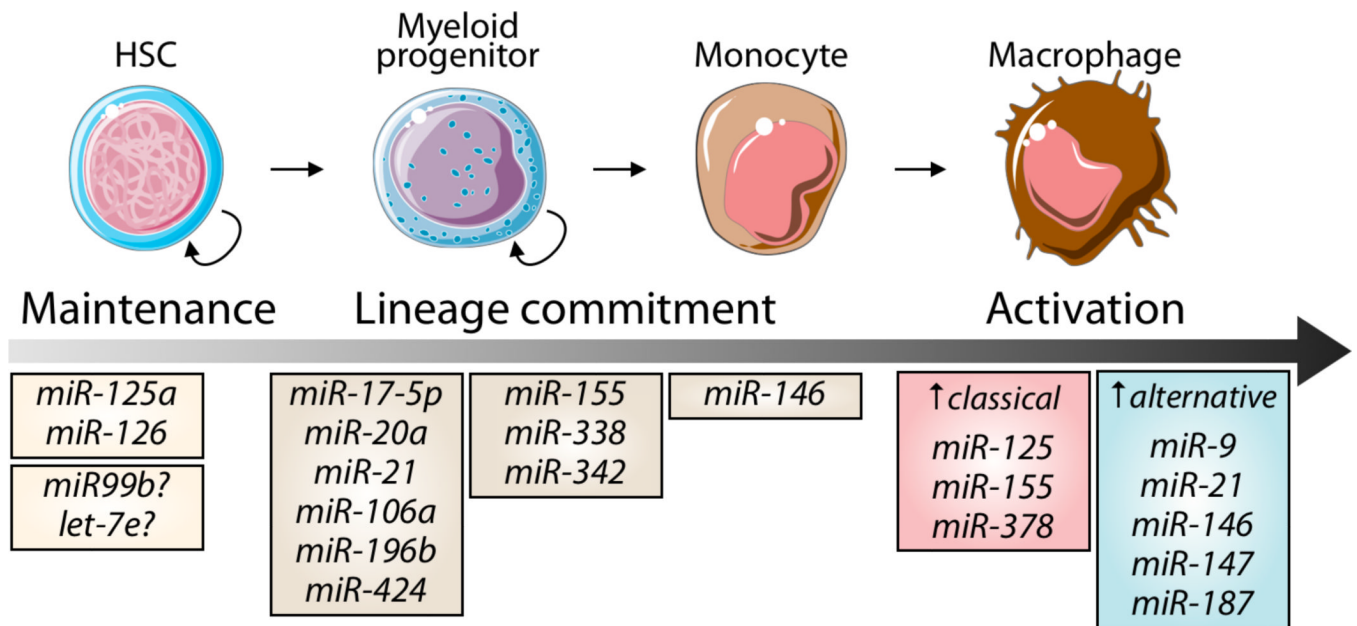 HSC
Myeloid
progenitor
Monocyte
Macrophage
Maintenance
Lineage commitment
Activation
miR-125a
miR-126
miR99b?
let-7e?
miR-17-5p
miR-20a
miR-21
miR-106a
miR-196b
miR-424
miR-155
miR-338
miR-342
miR-146
↑classical
miR-125
miR-155
miR-378
↑alternative
miR-9
miR-21
miR-146
miR-147
miR-187